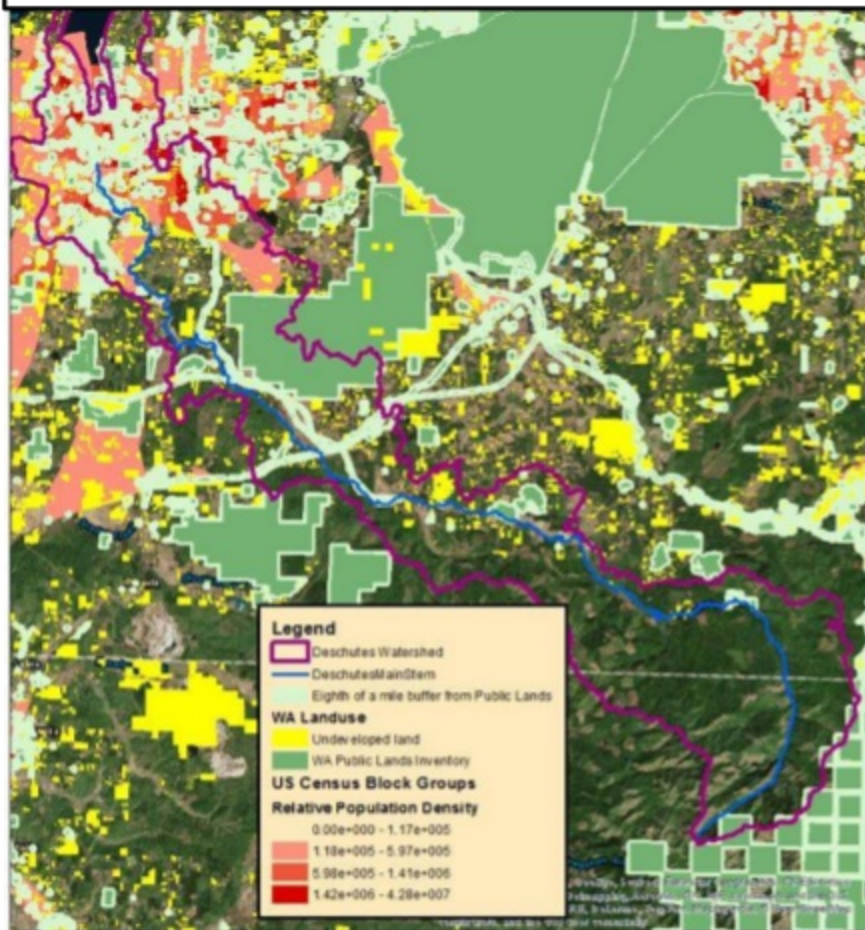 Legend
Deschutes Watershed
DeschutesMainStem
Eighth of a mile buffer from Public Lands
WA Landuse
Undeveloped land
WA Public Lands Inventory
US Census Block Groups
Relative Population Density
0.00e+000 - 1.17e+005
1.18e+005 - 5.97e+005
5.98e+005 - 1.41e+006
1.42e+006 - 4.28e+007